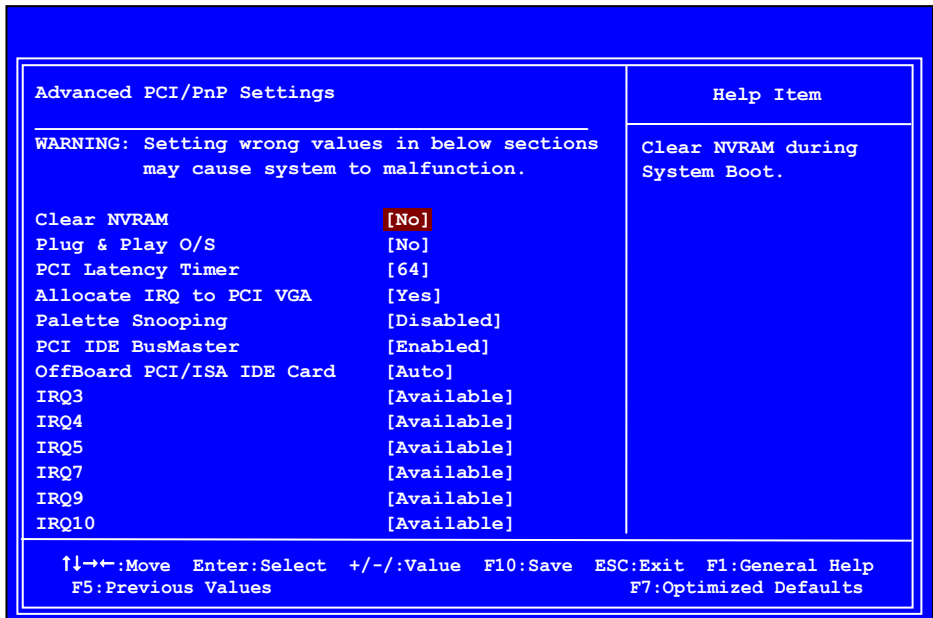 Advanced PCI/PnP Settings
Help Item
WARNING: Setting wrong values in below sections
may cause system to malfunction.
Clear NVRAM during
System Boot.
Clear NVRAM [No]
Plug & Play O/S [No]
PCI Latency Timer [64]
Allocate IRQ to PCI VGA [Yes]
Palette Snooping [Disabled]
PCI IDE BusMaster [Enabled]
OffBoard PCI/ISA IDE Card [Auto]
IRQ3 [Available]
IRQ4 [Available]
IRQ5 [Available]
IRQ7 [Available]
IRQ9 [Available]
IRQ10 [Available]
↑↓→←:Move Enter:Select +/-/:Value F10:Save ESC:Exit F1:General Help
F5:Previous Values F7:Optimized Defaults